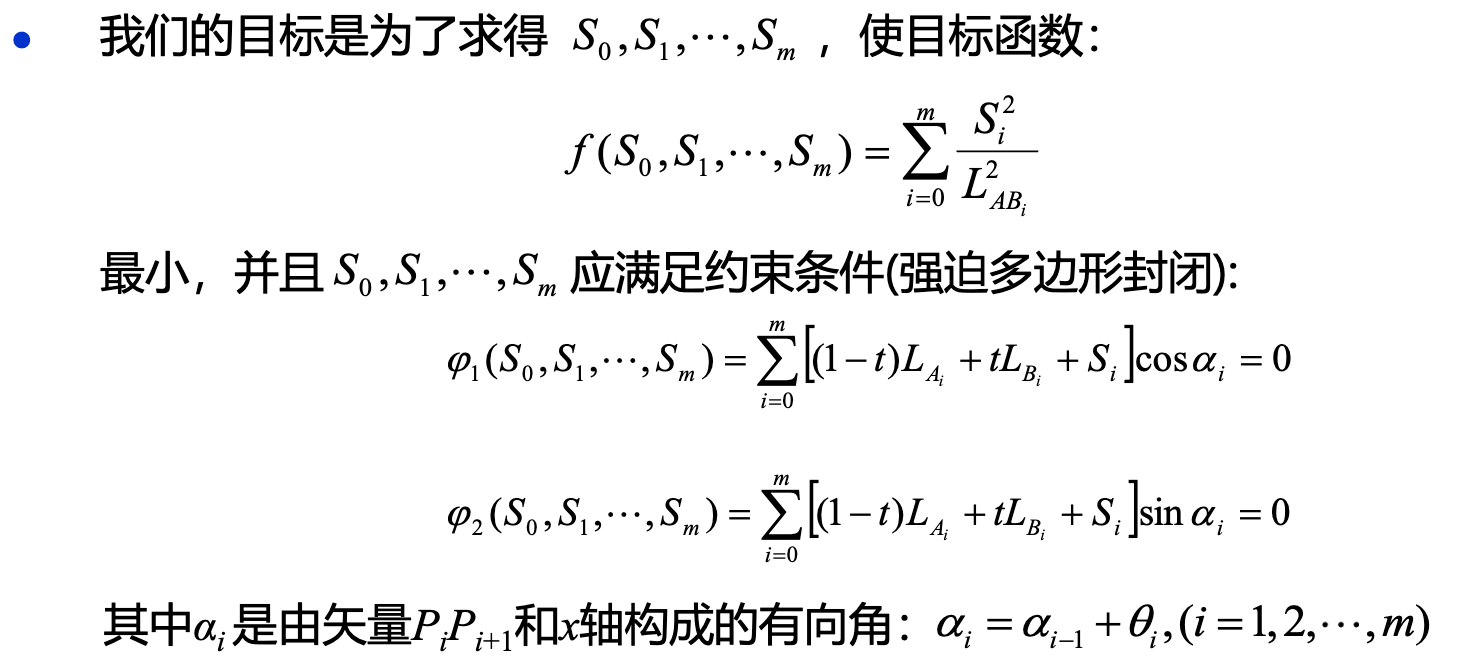 • 我们的目标是为了求得 $S_0, S_1, \cdots, S_m$ ，使目标函数：
$f(S_0, S_1, \cdots, S_m) = \sum_{i=0}^{m} \frac{S_i^2}{L_{AB_i}^2}$
最小，并且 $S_0, S_1, \cdots, S_m$ 应满足约束条件(强迫多边形封闭):
$\varphi_1(S_0, S_1, \cdots, S_m) = \sum_{i=0}^{m} \left[(1-t)L_{A_i} + tL_{B_i} + S_i\right] \cos\alpha_i = 0$
$\varphi_2(S_0, S_1, \cdots, S_m) = \sum_{i=0}^{m} \left[(1-t)L_{A_i} + tL_{B_i} + S_i\right] \sin\alpha_i = 0$
其中$\alpha_i$是由矢量$P_iP_{i+1}$和$x$轴构成的有向角：$\alpha_i = \alpha_{i-1} + \theta_i, (i=1,2,\cdots,m)$